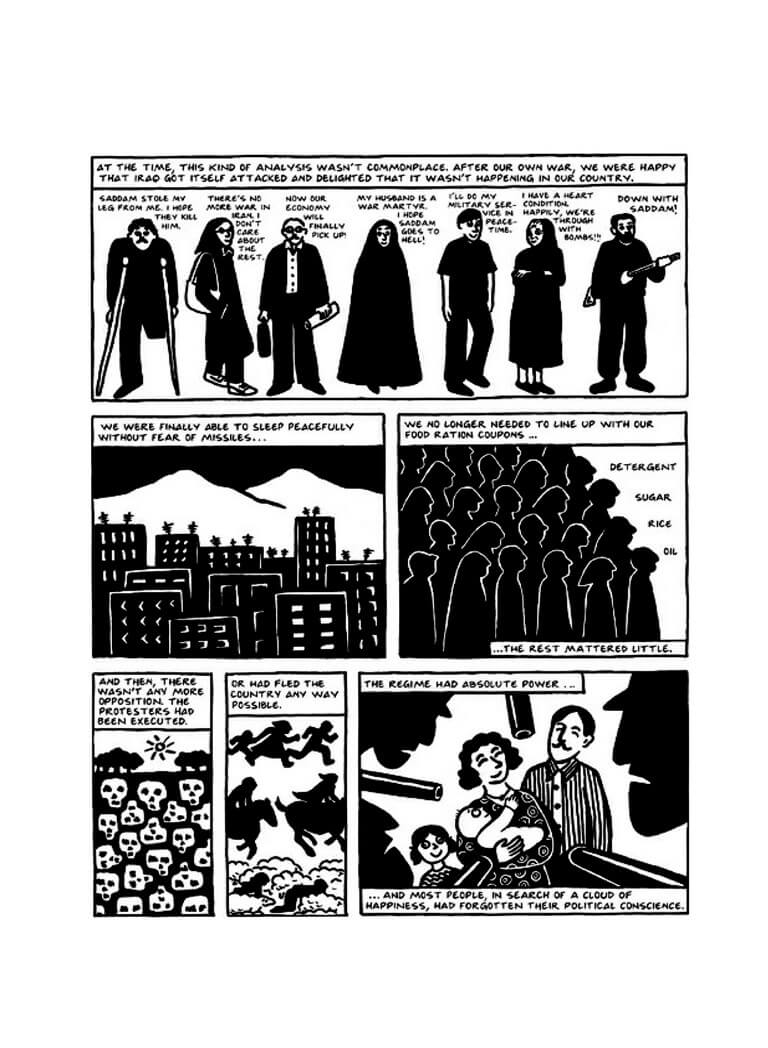 AT THE TIME, THIS KIND OF ANALYSIS WASN'T COMMONPLACE. AFTER OUR OWN WAR, WE WERE HAPPY
THAT IRAQ GOT ITSELF ATTACKED AND DELIGHTED THAT IT WASN'T HAPPENING IN OUR COUNTRY.
SADDAM STOLE MY
LEG FROM ME. I HOPE
THEY KILL
HIM.
THERE'S NO
MORE WAR IN
IRAN. I
DON'T
CARE
ABOUT
THE
REST.
NOW OUR
ECONOMY
WILL
FINALLY
PICK UP!
MY HUSBAND IS A
WAR MARTYR.
I HOPE
SADDAM
GOES TO
HELL!
I'LL DO MY
MILITARY SER-
VICE IN
PEACE-
TIME.
I HAVE A HEART
CONDITION.
HAPPILY, WE'RE
THROUGH
WITH
BOMBS!!!
DOWN WITH
SADDAM!
WE WERE FINALLY ABLE TO SLEEP PEACEFULLY
WITHOUT FEAR OF MISSILES...
WE NO LONGER NEEDED TO LINE UP WITH OUR
FOOD RATION COUPONS ...
DETERGENT
SUGAR
RICE
OIL
...THE REST MATTERED LITTLE.
AND THEN, THERE
WASN'T ANY MORE
OPPOSITION. THE
PROTESTERS HAD
BEEN EXECUTED.
OR HAD FLED THE
COUNTRY ANY WAY
POSSIBLE.
THE REGIME HAD ABSOLUTE POWER ...
... AND MOST PEOPLE, IN SEARCH OF A CLOUD OF
HAPPINESS, HAD FORGOTTEN THEIR POLITICAL CONSCIENCE.